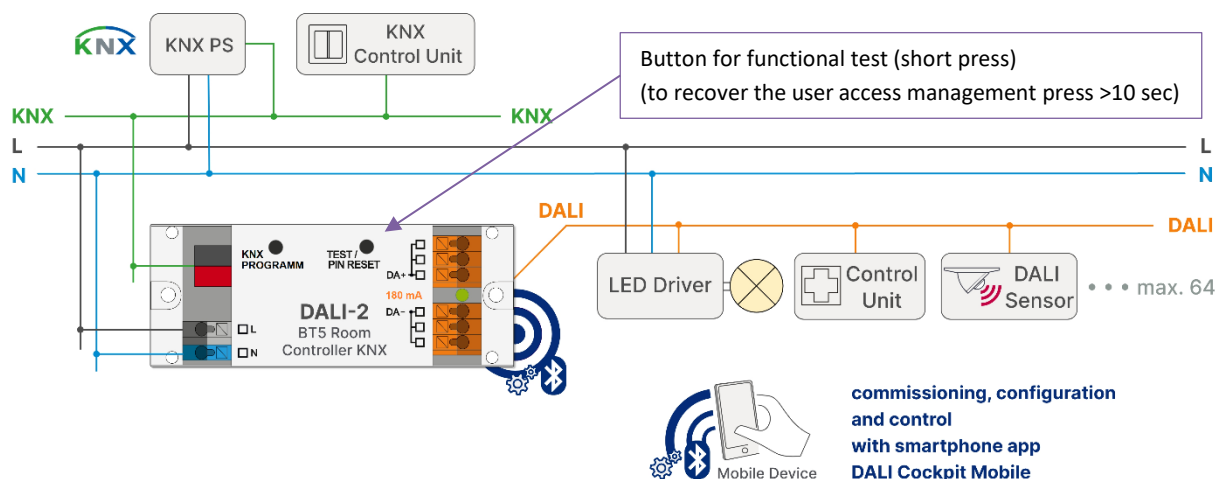 KNX
KNX PS
KNX
Control Unit
Button for functional test (short press)
(to recover the user access management press >10 sec)
KNX
KNX
L
L
N
N
DALI
DALI
KNX
PROGRAMM
TEST /
PIN RESET
DA+
180 mA
DA−
DALI-2
BT5 Room
Controller KNX
L
N
LED Driver
Control
Unit
DALI
Sensor
• • • max. 64
Mobile Device
commissioning, configuration
and control
with smartphone app
DALI Cockpit Mobile